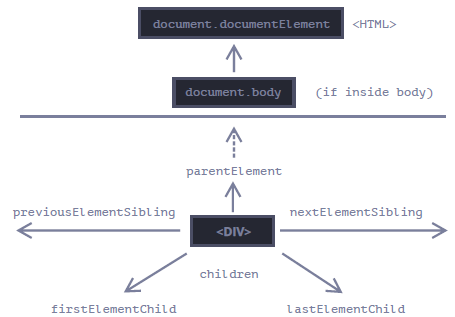 document.documentElement <HTML>
document.body (if inside body)
parentElement
previousElementSibling nextElementSibling
<DIV>
children
firstElementChild lastElementChild